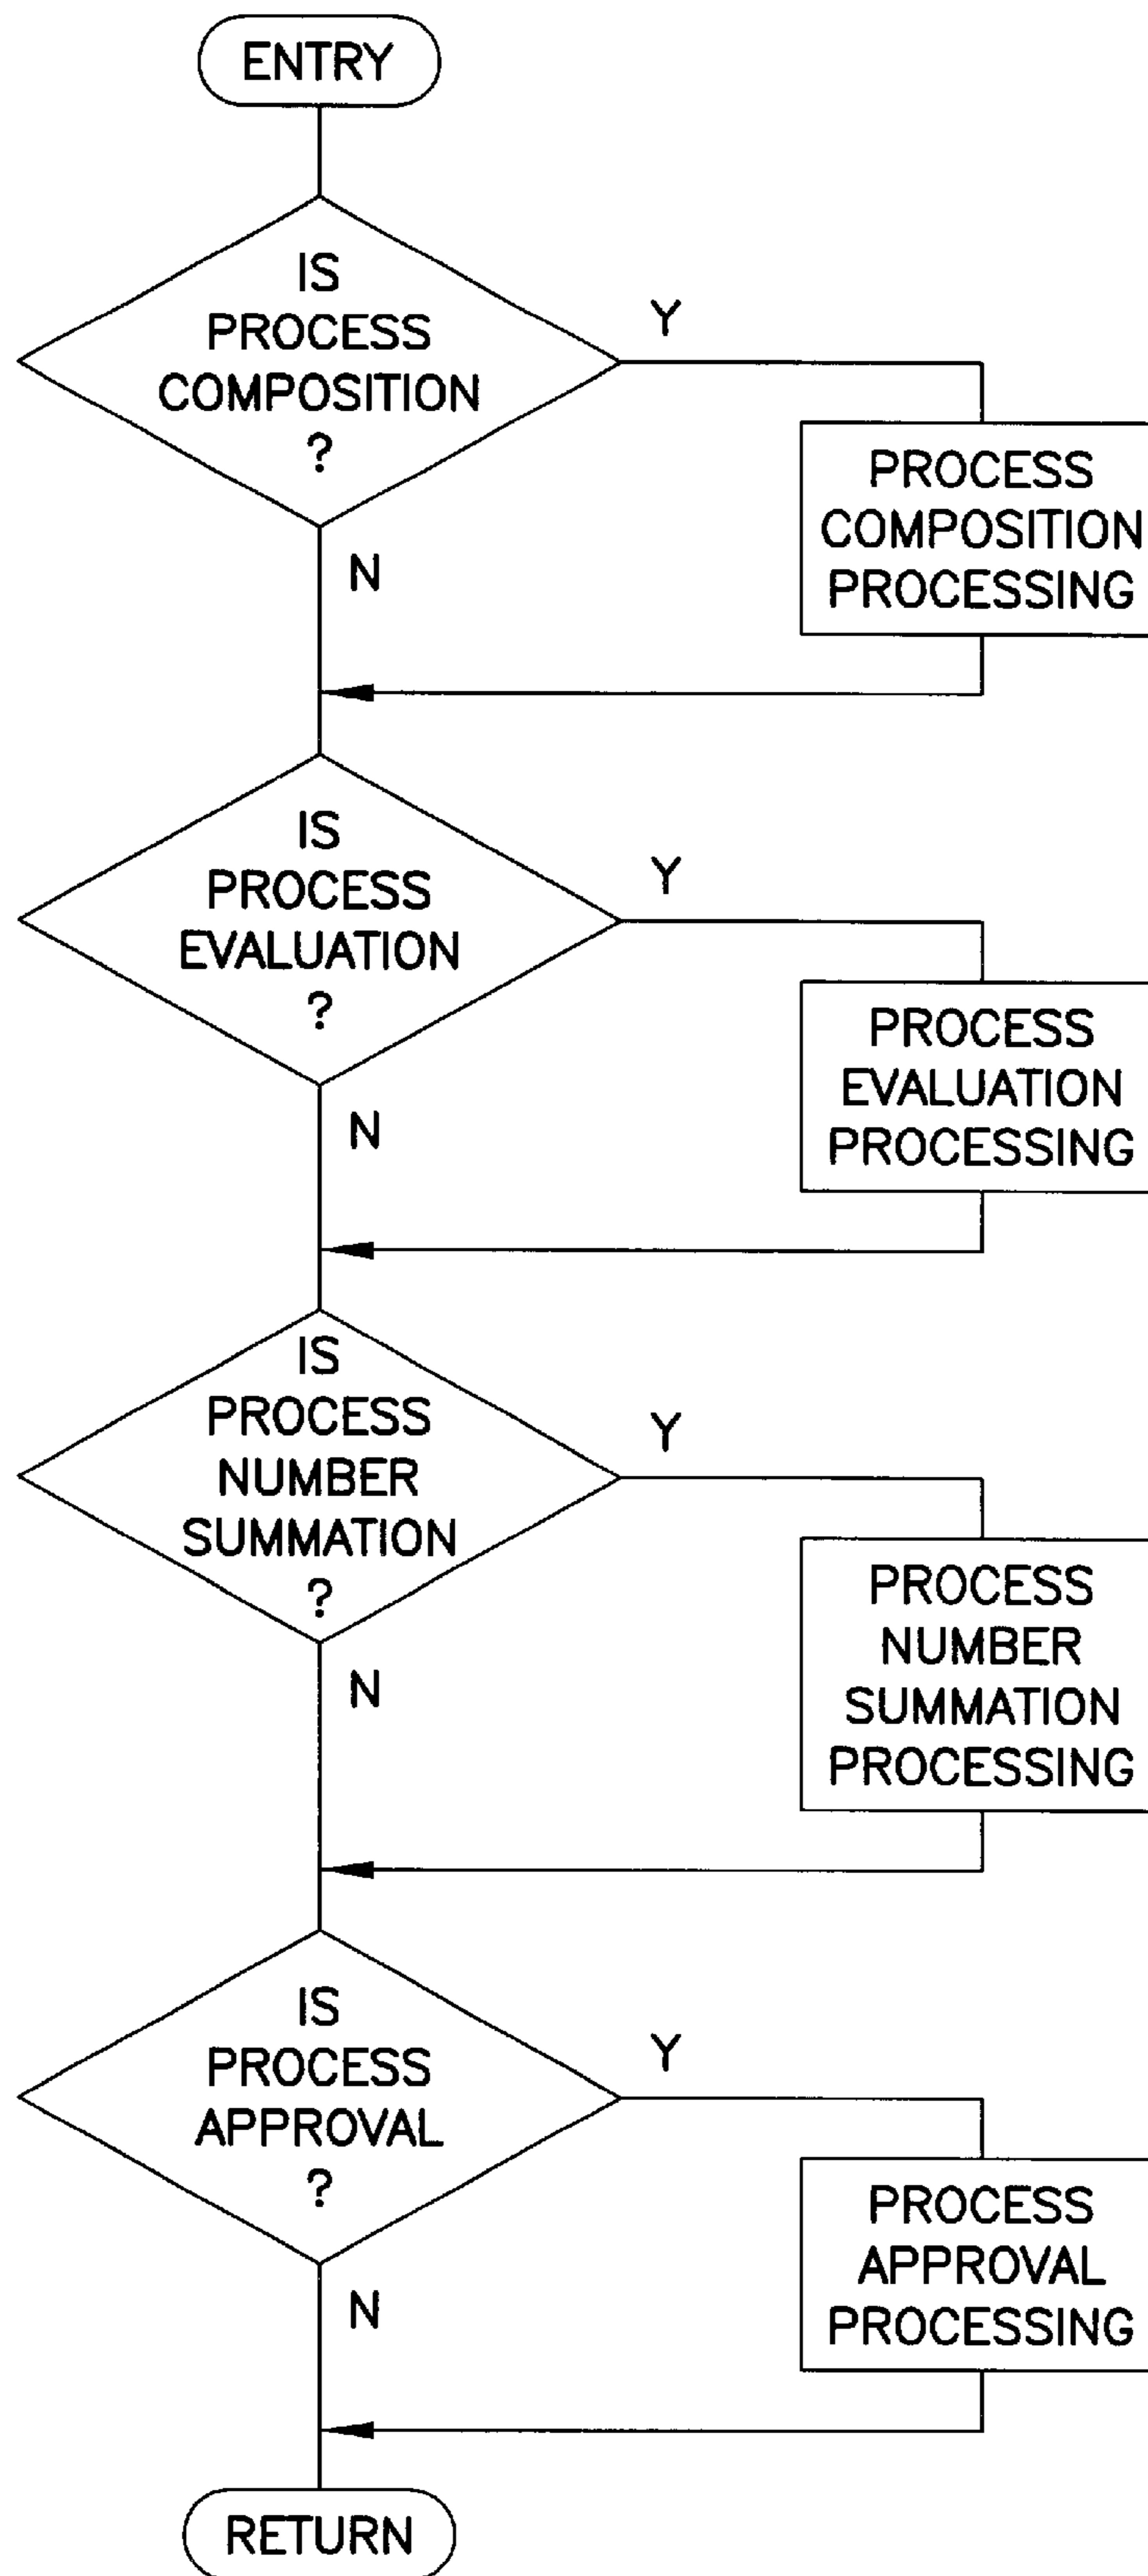 ENTRY
IS
PROCESS
COMPOSITION
?
Y
PROCESS
COMPOSITION
PROCESSING
N
IS
PROCESS
EVALUATION
?
Y
PROCESS
EVALUATION
PROCESSING
N
IS
PROCESS
NUMBER
SUMMATION
?
Y
PROCESS
NUMBER
SUMMATION
PROCESSING
N
IS
PROCESS
APPROVAL
?
Y
PROCESS
APPROVAL
PROCESSING
N
RETURN